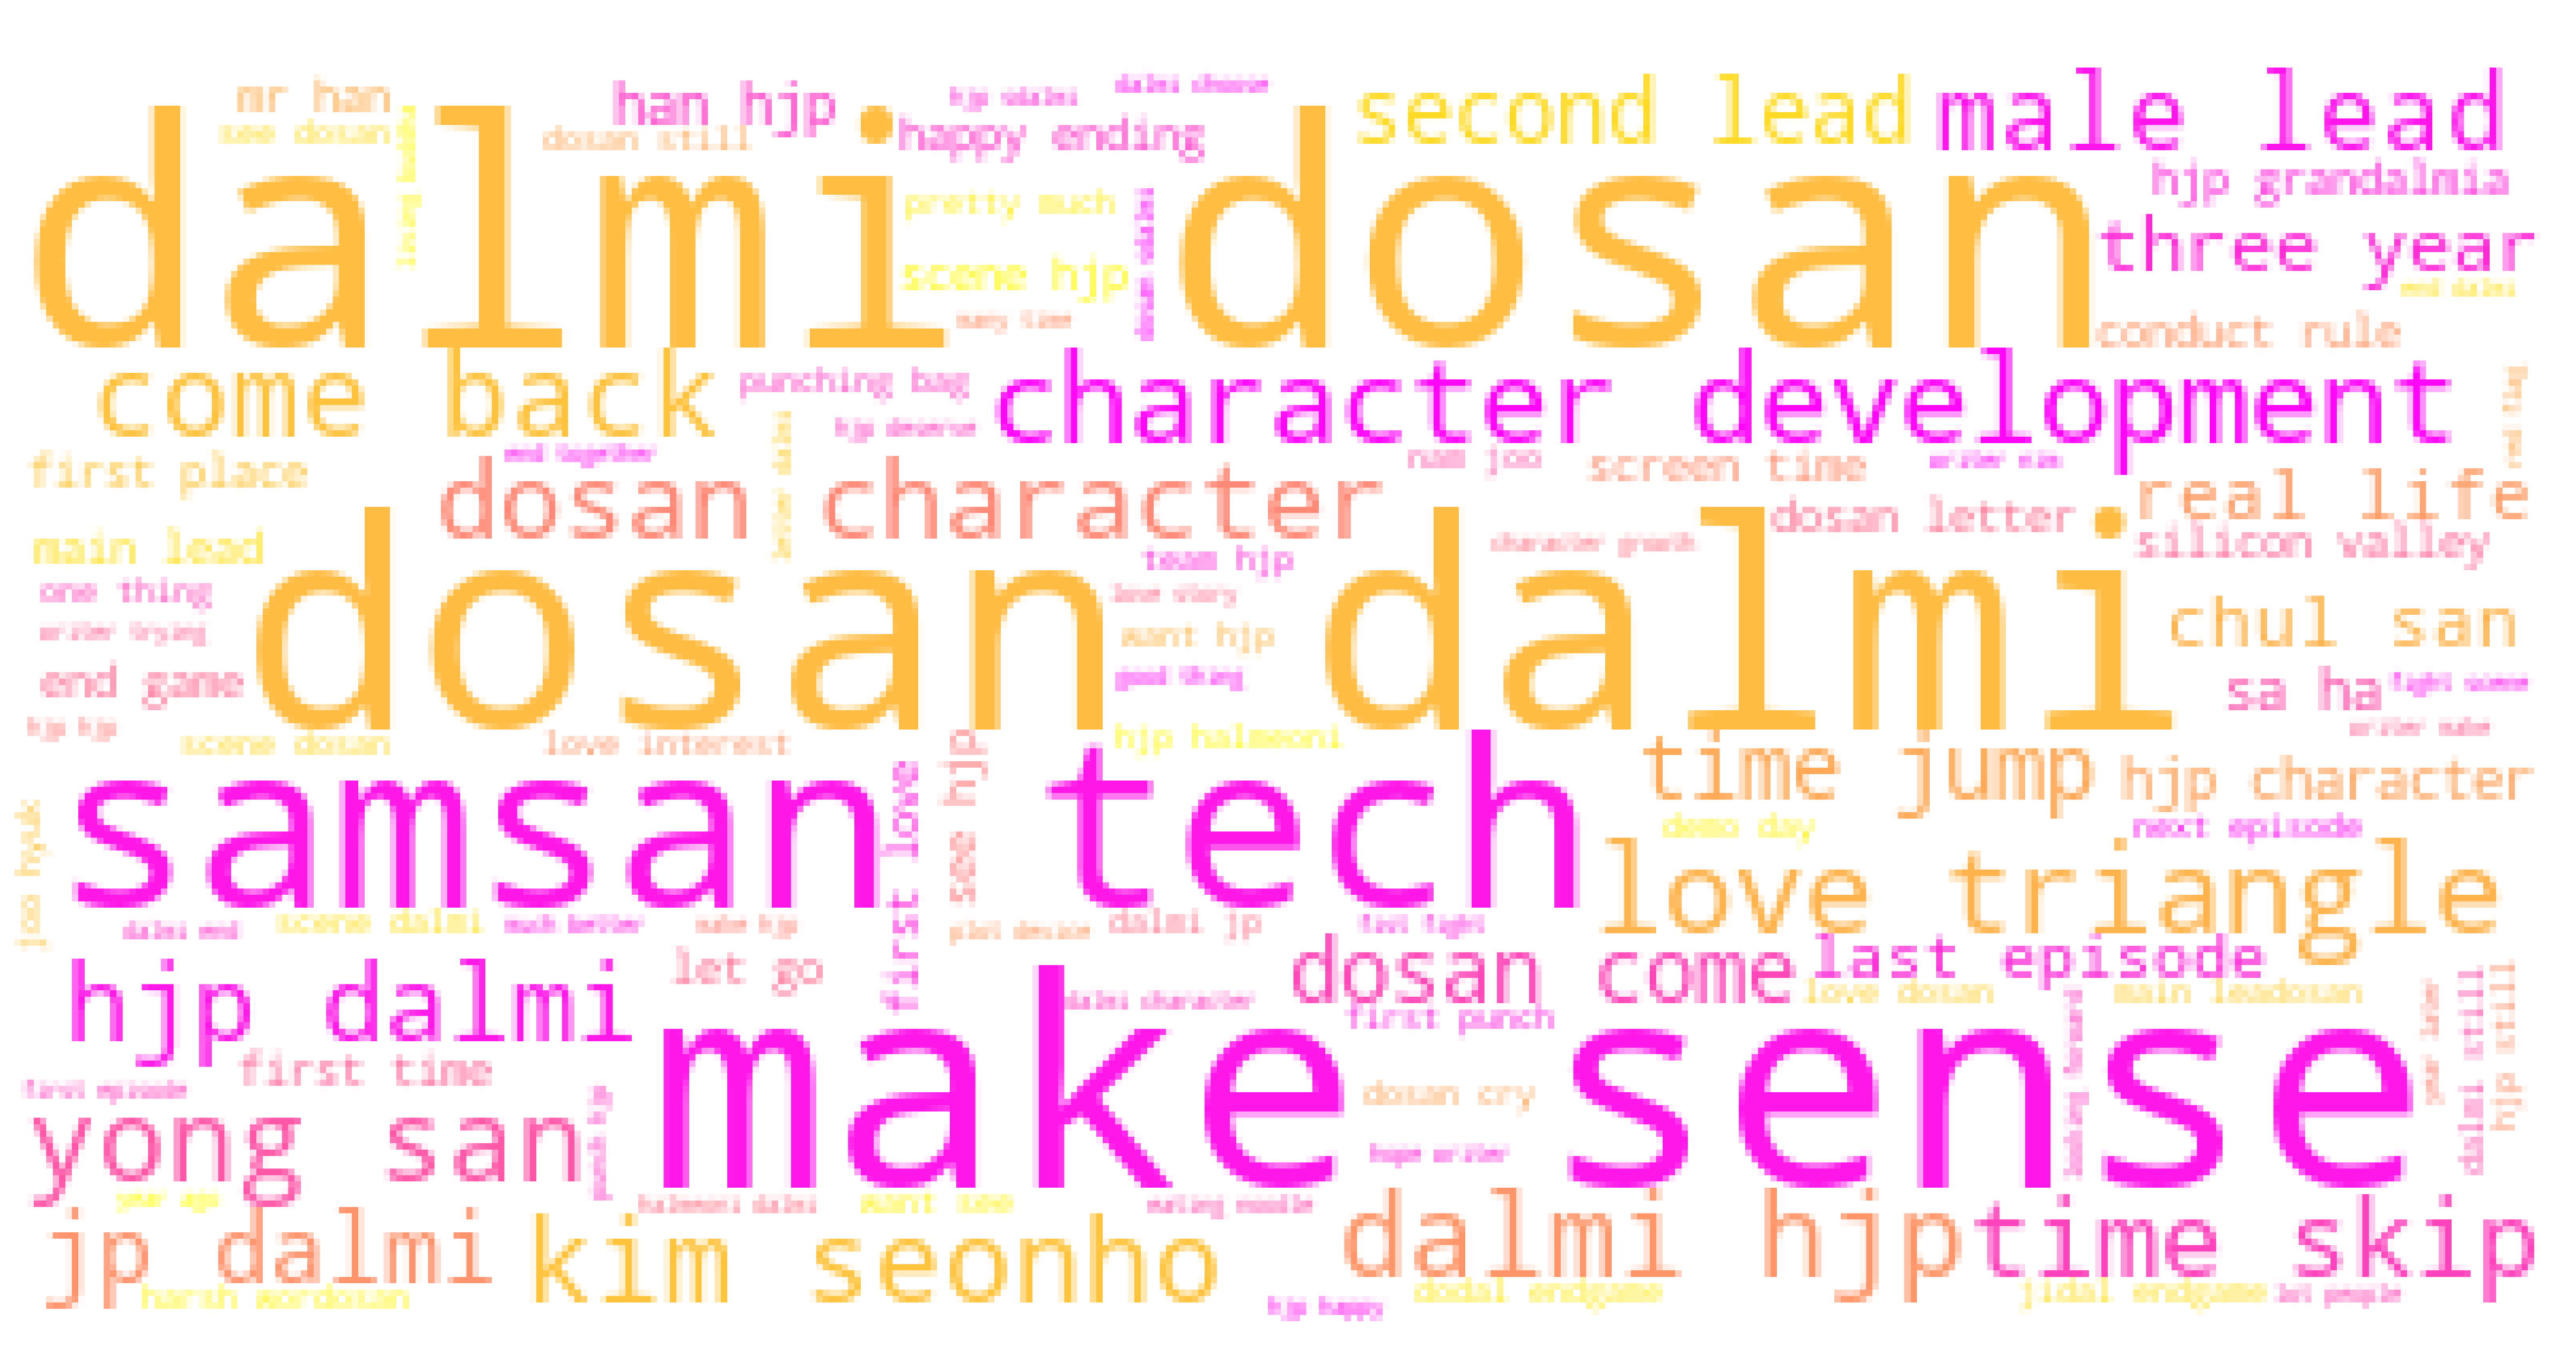 mr han
han hjp
dalmi choose
second lead
male lead
see dosan
dosan still
happy ending
dalmi dosan
hjp grandalmia
pretty much
three year
scene hjp
end dalmi
many time
conduct rule
come back
punching bag
character development
hjp deserve
first place
end together
nam joo
screen time
dosan character
real life
dosan letter
main lead
silicon valley
character growth
team hjp
one thing
love story
dosan dalmi
chul san
writer trying
want hjp
end game
good thing
sa ha
fight scene
hjp hjp
writer make
scene dosan
love interest
hjp halmeoni
time jump
hjp character
samsan tech
first love
see hjp
demo day
next episode
joo hyuk
love triangle
dalmi end
scene dalmi
much better
make hjp
plot device
dalmi jp
fist fight
let go
dosan come
last episode
hjp dalmi
dalmi character
love dosan
main leadosan
first punch
first time
first episode
make sense
dalmi still
hjp still
yong san
dosan cry
hope writer
year ago
halmeoni dalmi
want see
eating noodle
jp dalmi
kim seonho
dalmi hjp
time skip
harsh wordosan
hjp happy
dodal endgame
jidal endgame